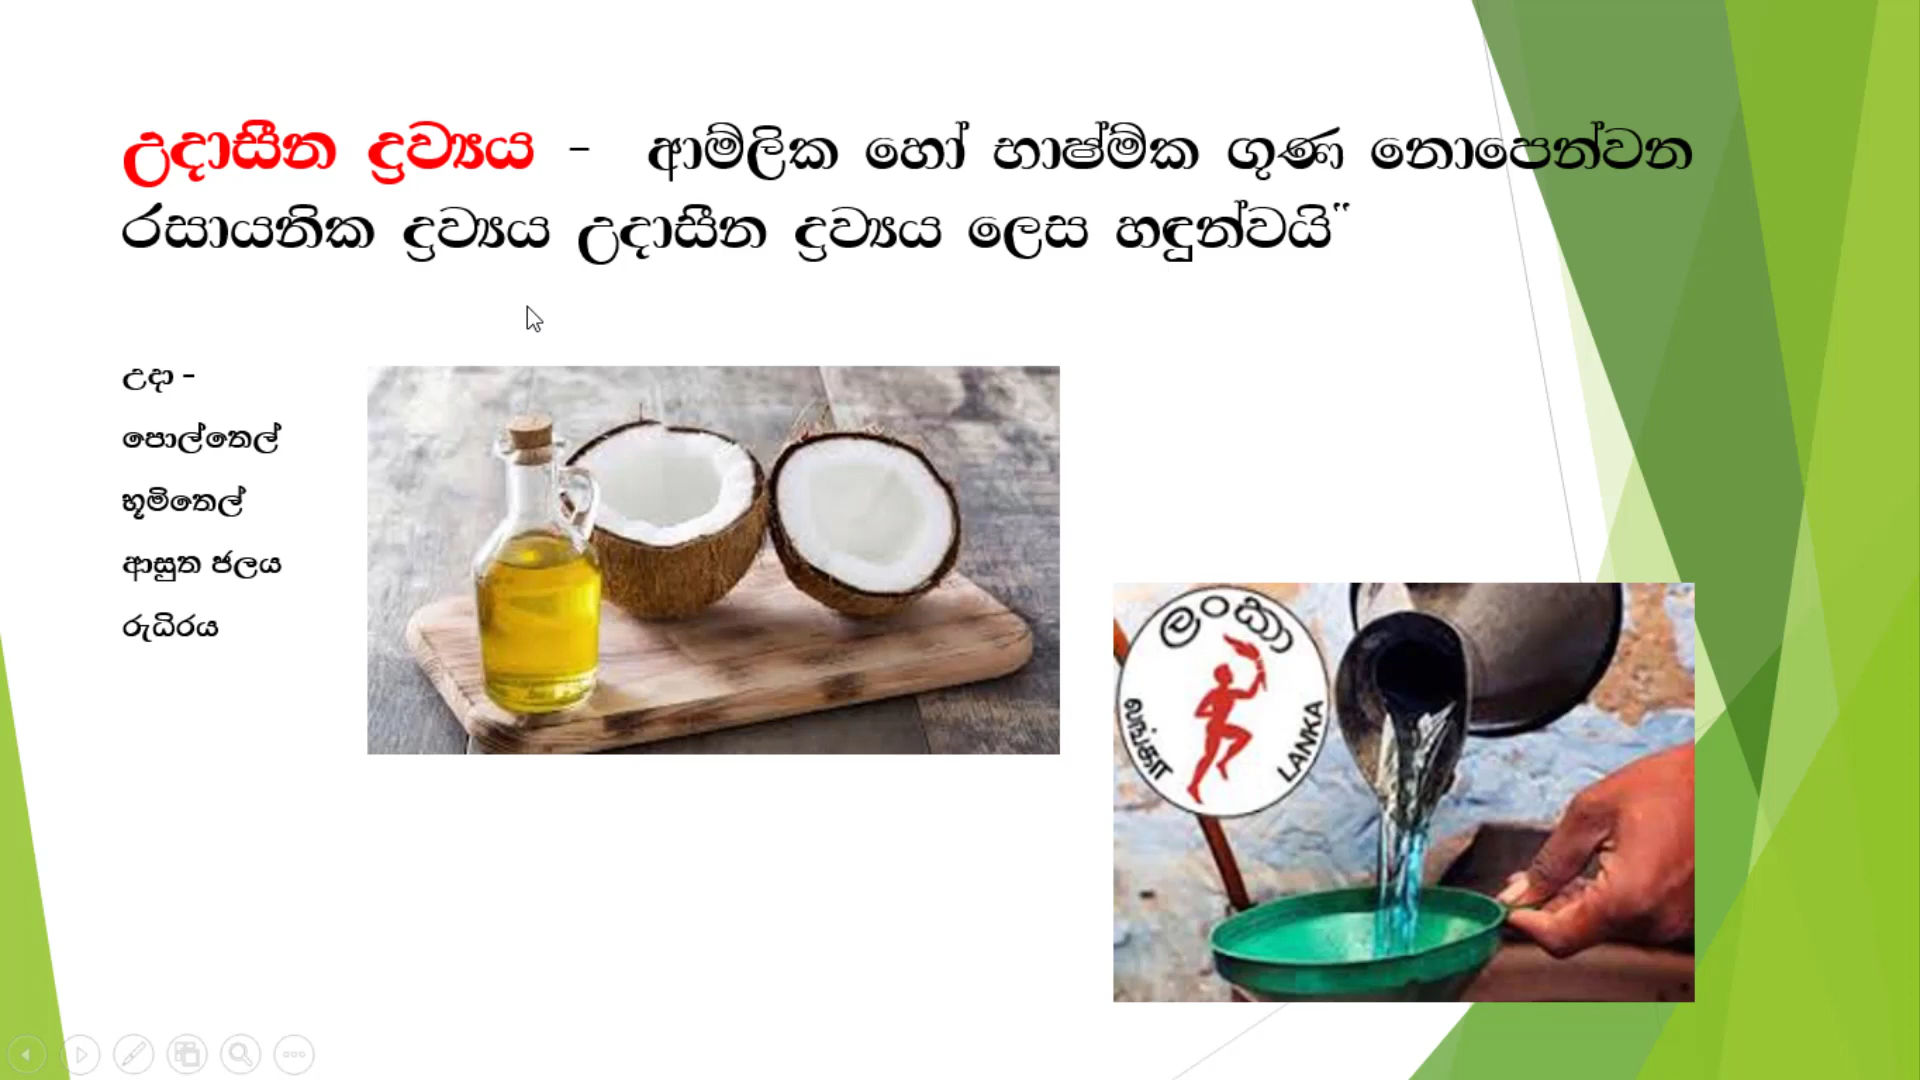 උදාසීන ද්‍රව්‍යය - ආම්ලික හෝ භාෂ්මික ගුණ නොපෙන්වන
රසායනික ද්‍රව්‍යය උදාසීන ද්‍රව්‍යය ලෙස හඳුන්වයි“
උදා -
පොල්තෙල්
භූමිතෙල්
ආසුත ජලය
රුධිරය
ලංකා
லங்கா
LANKA